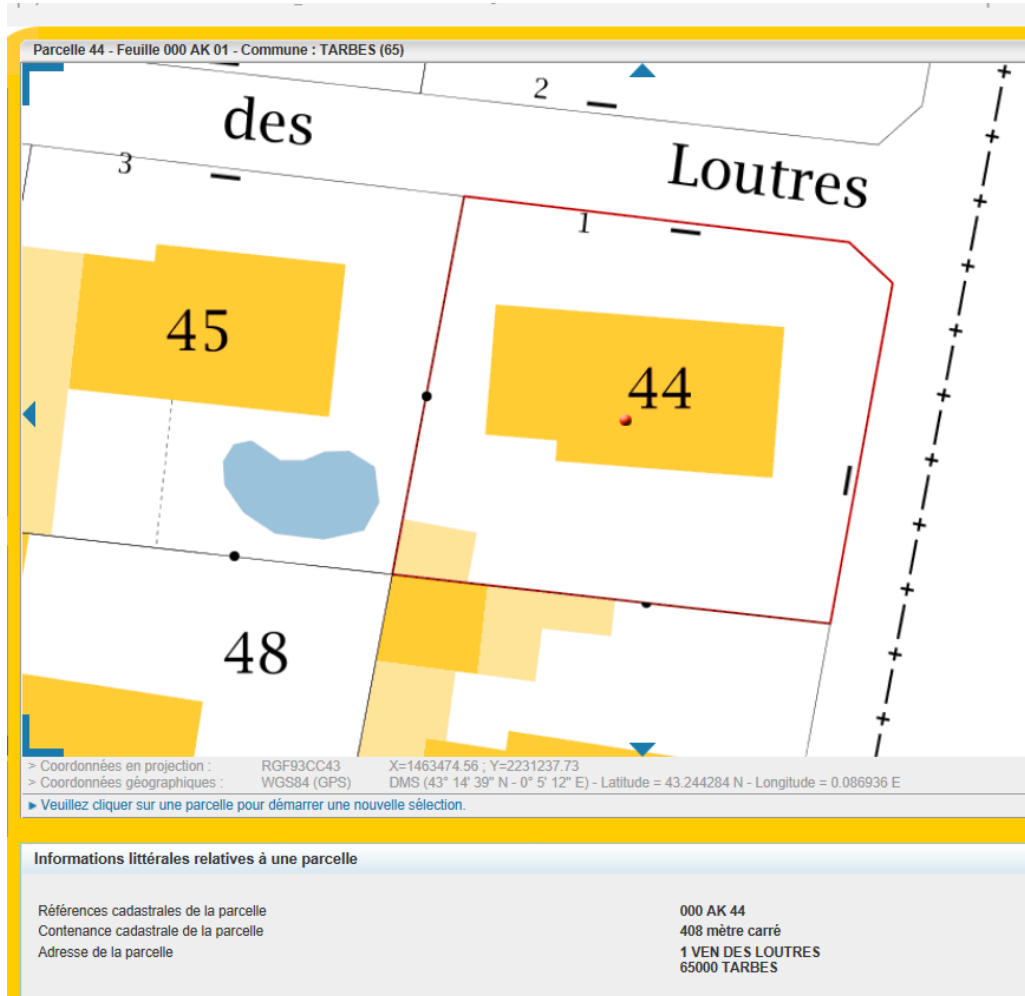 Parcelle 44 - Feuille 000 AK 01 - Commune : TARBES (65)
2
des
Loutres
3
1
45
44
48
> Coordonnées en projection : RGF93CC43 X=1463474.56 ; Y=2231237.73
> Coordonnées géographiques : WGS84 (GPS) DMS (43° 14' 39" N - 0° 5' 12" E) - Latitude = 43.244284 N - Longitude = 0.086936 E
Veuillez cliquer sur une parcelle pour démarrer une nouvelle sélection.
Informations littérales relatives à une parcelle
Références cadastrales de la parcelle 000 AK 44
Contenance cadastrale de la parcelle 408 mètre carré
Adresse de la parcelle 1 VEN DES LOUTRES
65000 TARBES